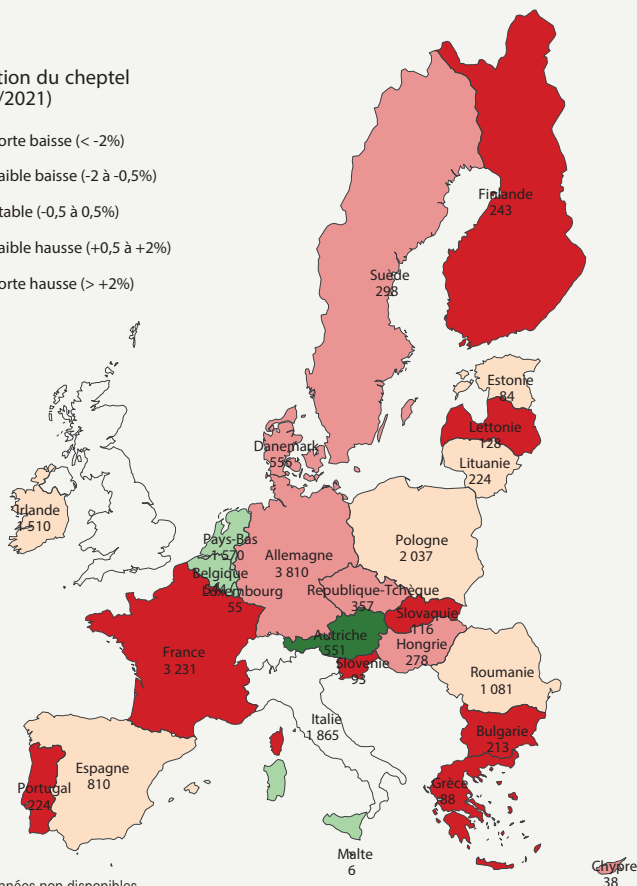 tion du cheptel
/2021)
orte baisse (< -2%)
aible baisse (-2 à -0,5%)
table (-0,5 à 0,5%)
aible hausse (+0,5 à +2%)
orte hausse (> +2%)
Finlande
243
Suède
298
Estonie
84
Lettonie
128
Lituanie
224
Danemark
556
Irlande
1 510
Pays-Bas
1 570
Belgique
Luxembourg
55
Allemagne
3 810
Pologne
2 037
Republique-Tchèque
357
Slovaquie
116
Autriche
551
Hongrie
278
Slovénie
93
France
3 231
Roumanie
1 081
Italie
1 865
Bulgarie
213
Espagne
810
Portugal
224
Grèce
88
Malte
6
Chypre
38
nnées non disponibles